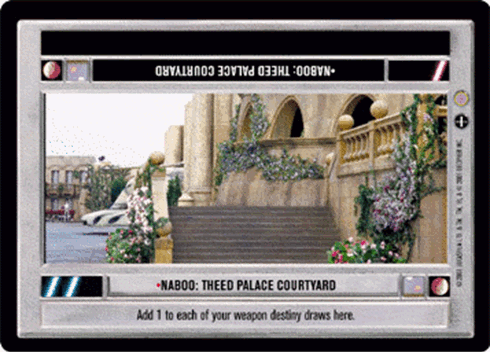 •NABOO: THEED PALACE COURTYARD
•NABOO: THEED PALACE COURTYARD
Add 1 to each of your weapon destiny draws here.